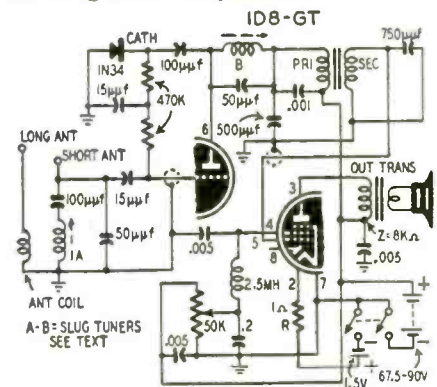 1D8-GT
CATH
100µµf
750µµf
1N34
B
PRI
SEC
15µµf
470K
50µµf
.001
500µµf
6
LONG ANT
SHORT ANT
3
OUT TRANS
100µµf
15µµf
4
5
8
1A
50µµf
.005
Z=8KΩ
2.5MH
2
7
.005
ANT COIL
1Ω
R
A-B=SLUG TUNERS
SEE TEXT
50K
.2
.005
1.5V
67.5-90V